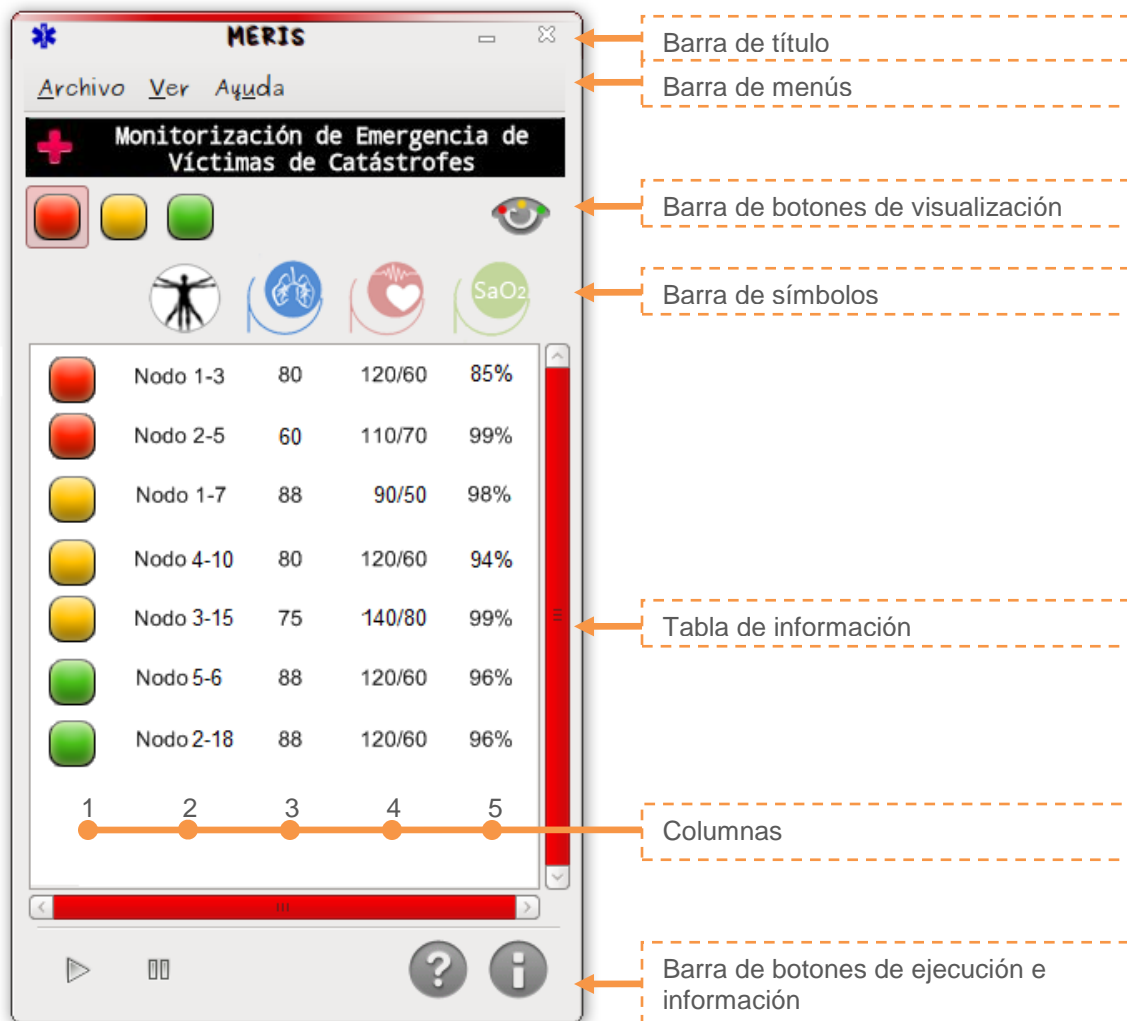 MERIS
Barra de título
Archivo Ver Ayuda
Barra de menús
Monitorización de Emergencia de
Víctimas de Catástrofes
Barra de botones de visualización
SaO2
Barra de símbolos
Nodo 1-3 80 120/60 85%
Nodo 2-5 60 110/70 99%
Nodo 1-7 88 90/50 98%
Nodo 4-10 80 120/60 94%
Nodo 3-15 75 140/80 99%
Tabla de información
Nodo 5-6 88 120/60 96%
Nodo 2-18 88 120/60 96%
1 2 3 4 5
Columnas
? i
Barra de botones de ejecución e
información